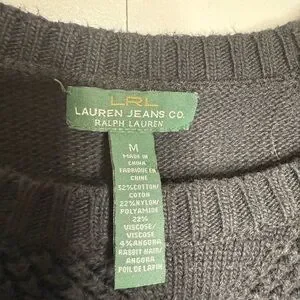 LRL
LAUREN JEANS CO.
RALPH LAUREN
M
MADE IN
CHINA
FABRIQUE EN
CHINE
52%COTTON/
COTON
22%NYLON/
POLYAMIDE
22%
VISCOSE/
VISCOSE
4%ANGORA
RABBIT HAIR/
ANGORA
POIL DE LAPIN